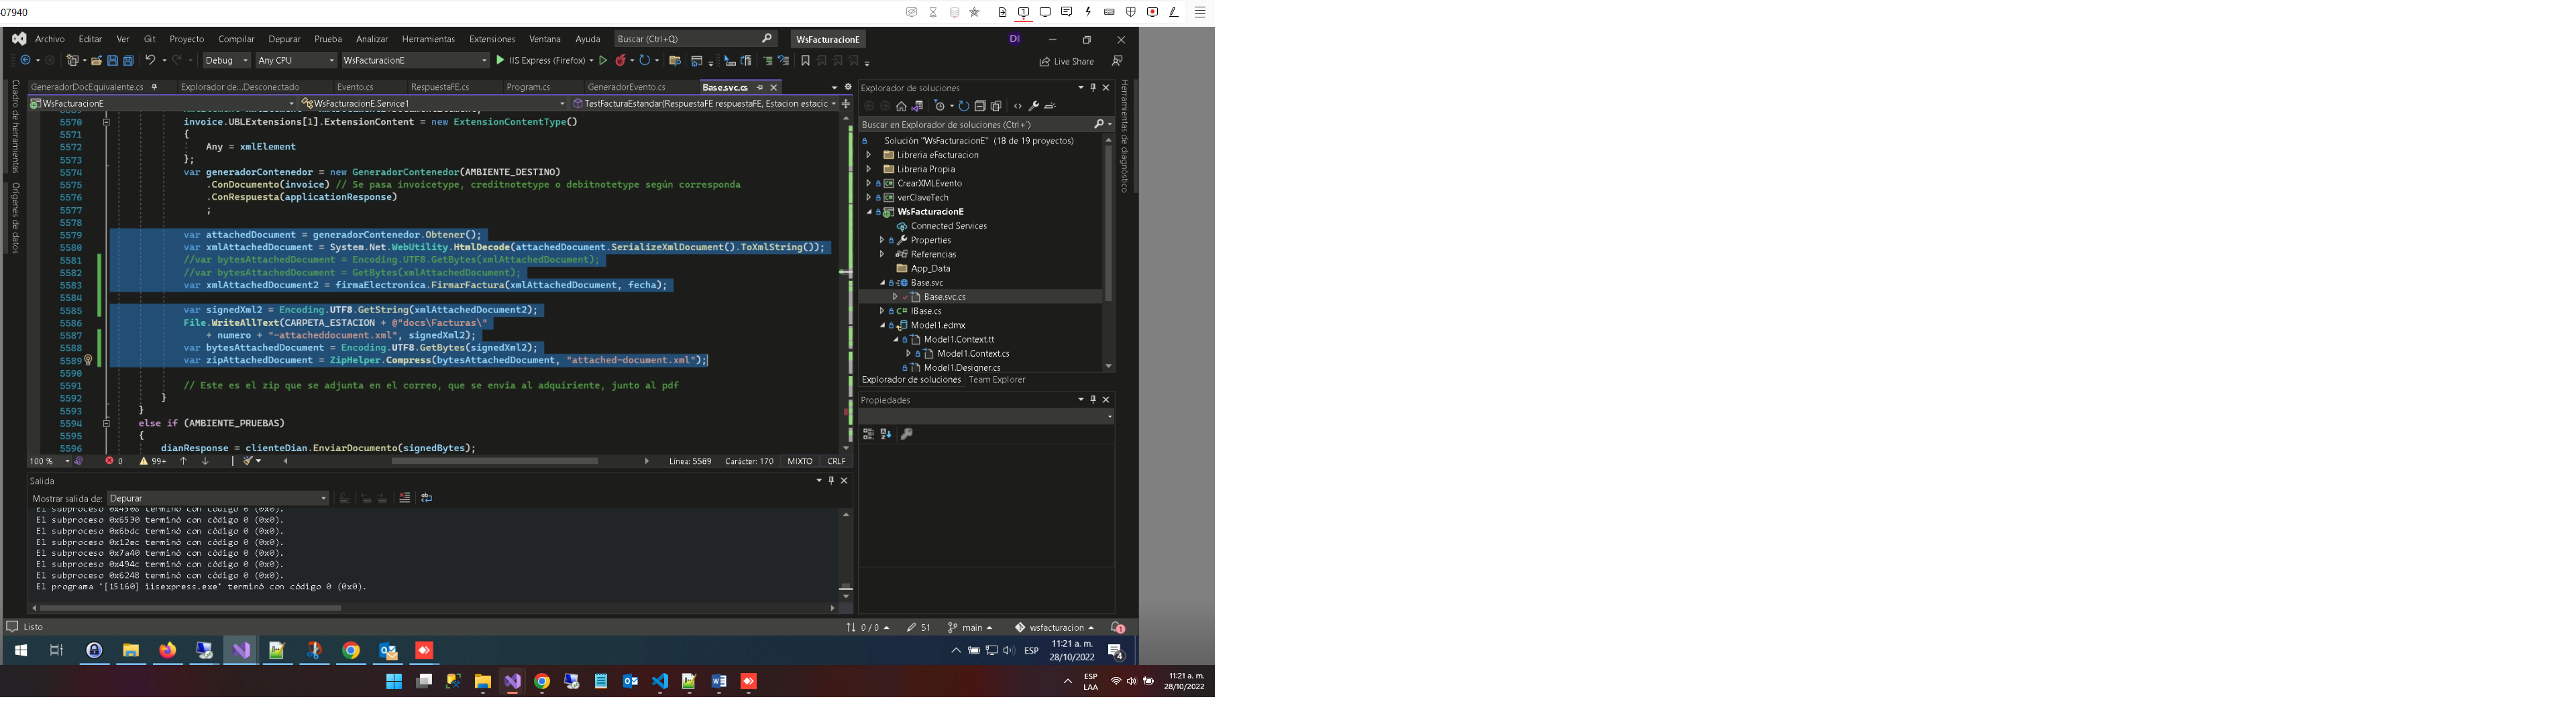 07940
Archivo Editar Ver Git Proyecto Compilar Depurar Prueba Analizar Herramientas Extensiones Ventana Ayuda Buscar (Ctrl+Q) WsFacturacionE DI
Debug Any CPU WsFacturacionE IIS Express (Firefox) Live Share
Cuadro de herramientas
Orígenes de datos
GeneradorDocEquivalente.cs Explorador de...Desconectado Evento.cs RespuestaFE.cs Program.cs GeneradorEvento.cs Base.svc.cs
WsFacturacionE WsFacturacionE.Service1 TestFacturaEstandar(RespuestaFE respuestaFE, Estacion estacic
5570 invoice.UBLExtensions[1].ExtensionContent = new ExtensionContentType()
5571 {
5572 Any = xmlElement
5573 };
5574 var generadorContenedor = new GeneradorContenedor(AMBIENTE_DESTINO)
5575 .ConDocumento(invoice) // Se pasa invoicetype, creditnotetype o debitnotetype según corresponda
5576 .ConRespuesta(applicationResponse)
5577 ;
5578
5579 var attachedDocument = generadorContenedor.Obtener();
5580 var xmlAttachedDocument = System.Net.WebUtility.HtmlDecode(attachedDocument.SerializeXmlDocument().ToXmlString());
5581 //var bytesAttachedDocument = Encoding.UTF8.GetBytes(xmlAttachedDocument);
5582 //var bytesAttachedDocument = GetBytes(xmlAttachedDocument);
5583 var xmlAttachedDocument2 = firmaElectronica.FirmarFactura(xmlAttachedDocument, fecha);
5584
5585 var signedXml2 = Encoding.UTF8.GetString(xmlAttachedDocument2);
5586 File.WriteAllText(CARPETA_ESTACION + @"docs\Facturas\"
5587 + numero + "-attacheddocument.xml", signedXml2);
5588 var bytesAttachedDocument = Encoding.UTF8.GetBytes(signedXml2);
5589 var zipAttachedDocument = ZipHelper.Compress(bytesAttachedDocument, "attached-document.xml");
5590
5591 // Este es el zip que se adjunta en el correo, que se envía al adquiriente, junto al pdf
5592 }
5593 }
5594 else if (AMBIENTE_PRUEBAS)
5595 {
5596 dianResponse = clienteDian.EnviarDocumento(signedBytes);
100 % 0 99+ Línea: 5589 Carácter: 170 MIXTO CRLF
Salida
Mostrar salida de: Depurar
El subproceso 0x4508 terminó con código 0 (0x0).
El subproceso 0x6530 terminó con código 0 (0x0).
El subproceso 0x6bdc terminó con código 0 (0x0).
El subproceso 0x12ec terminó con código 0 (0x0).
El subproceso 0x7a40 terminó con código 0 (0x0).
El subproceso 0x494c terminó con código 0 (0x0).
El subproceso 0x6248 terminó con código 0 (0x0).
El programa '[15160] iisexpress.exe' terminó con código 0 (0x0).
Explorador de soluciones
Buscar en Explorador de soluciones (Ctrl+¨)
Solución "WsFacturacionE" (18 de 19 proyectos)
Libreria eFacturacion
Libreria Propia
CrearXMLEvento
verClaveTech
WsFacturacionE
Connected Services
Properties
Referencias
App_Data
Base.svc
Base.svc.cs
IBase.cs
Model1.edmx
Model1.Context.tt
Model1.Context.cs
Model1.Designer.cs
Explorador de soluciones Team Explorer
Propiedades
Herramientas de diagnóstico
Listo 0 / 0 51 main wsfacturacion 1
ESP 11:21 a. m.
28/10/2022 4
ESP
LAA
11:21 a. m.
28/10/2022